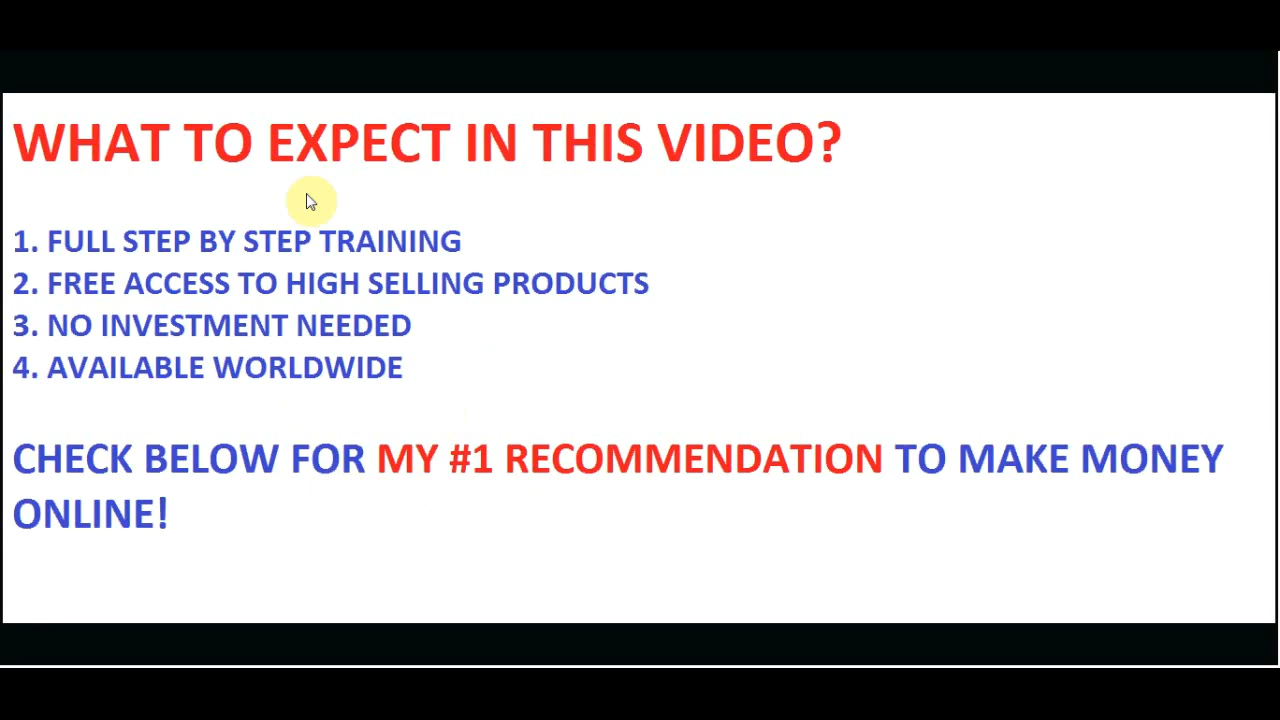 WHAT TO EXPECT IN THIS VIDEO?
1. FULL STEP BY STEP TRAINING
2. FREE ACCESS TO HIGH SELLING PRODUCTS
3. NO INVESTMENT NEEDED
4. AVAILABLE WORLDWIDE
CHECK BELOW FOR MY #1 RECOMMENDATION TO MAKE MONEY
ONLINE!